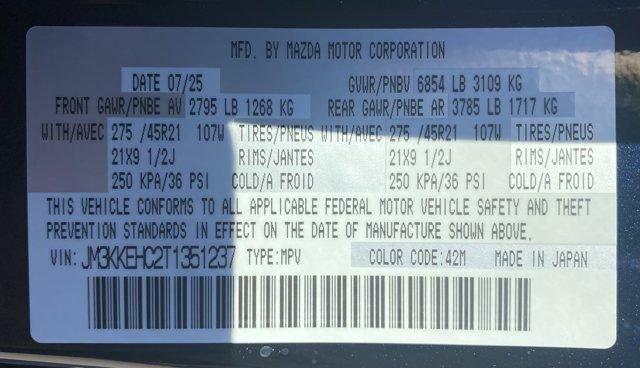 MFD. BY MAZDA MOTOR CORPORATION
DATE 07/25 GVWR/PNBV 6854 LB 3109 KG
FRONT GAWR/PNBE AV 2795 LB 1268 KG REAR GAWR/PNBE AR 3785 LB 1717 KG
WITH/AVEC 275 /45R21 107W TIRES/PNEUS WITH/AVEC 275 /45R21 107W TIRES/PNEUS
21X9 1/2J RIMS/JANTES 21X9 1/2J RIMS/JANTES
250 KPA/36 PSI COLD/A FROID 250 KPA/36 PSI COLD/A FROID
THIS VEHICLE CONFORMS TO ALL APPLICABLE FEDERAL MOTOR VEHICLE SAFETY AND THEFT
PREVENTION STANDARDS IN EFFECT ON THE DATE OF MANUFACTURE SHOWN ABOVE.
VIN: JM3KKEHC2T1351237 TYPE:MPV COLOR CODE:42M MADE IN JAPAN